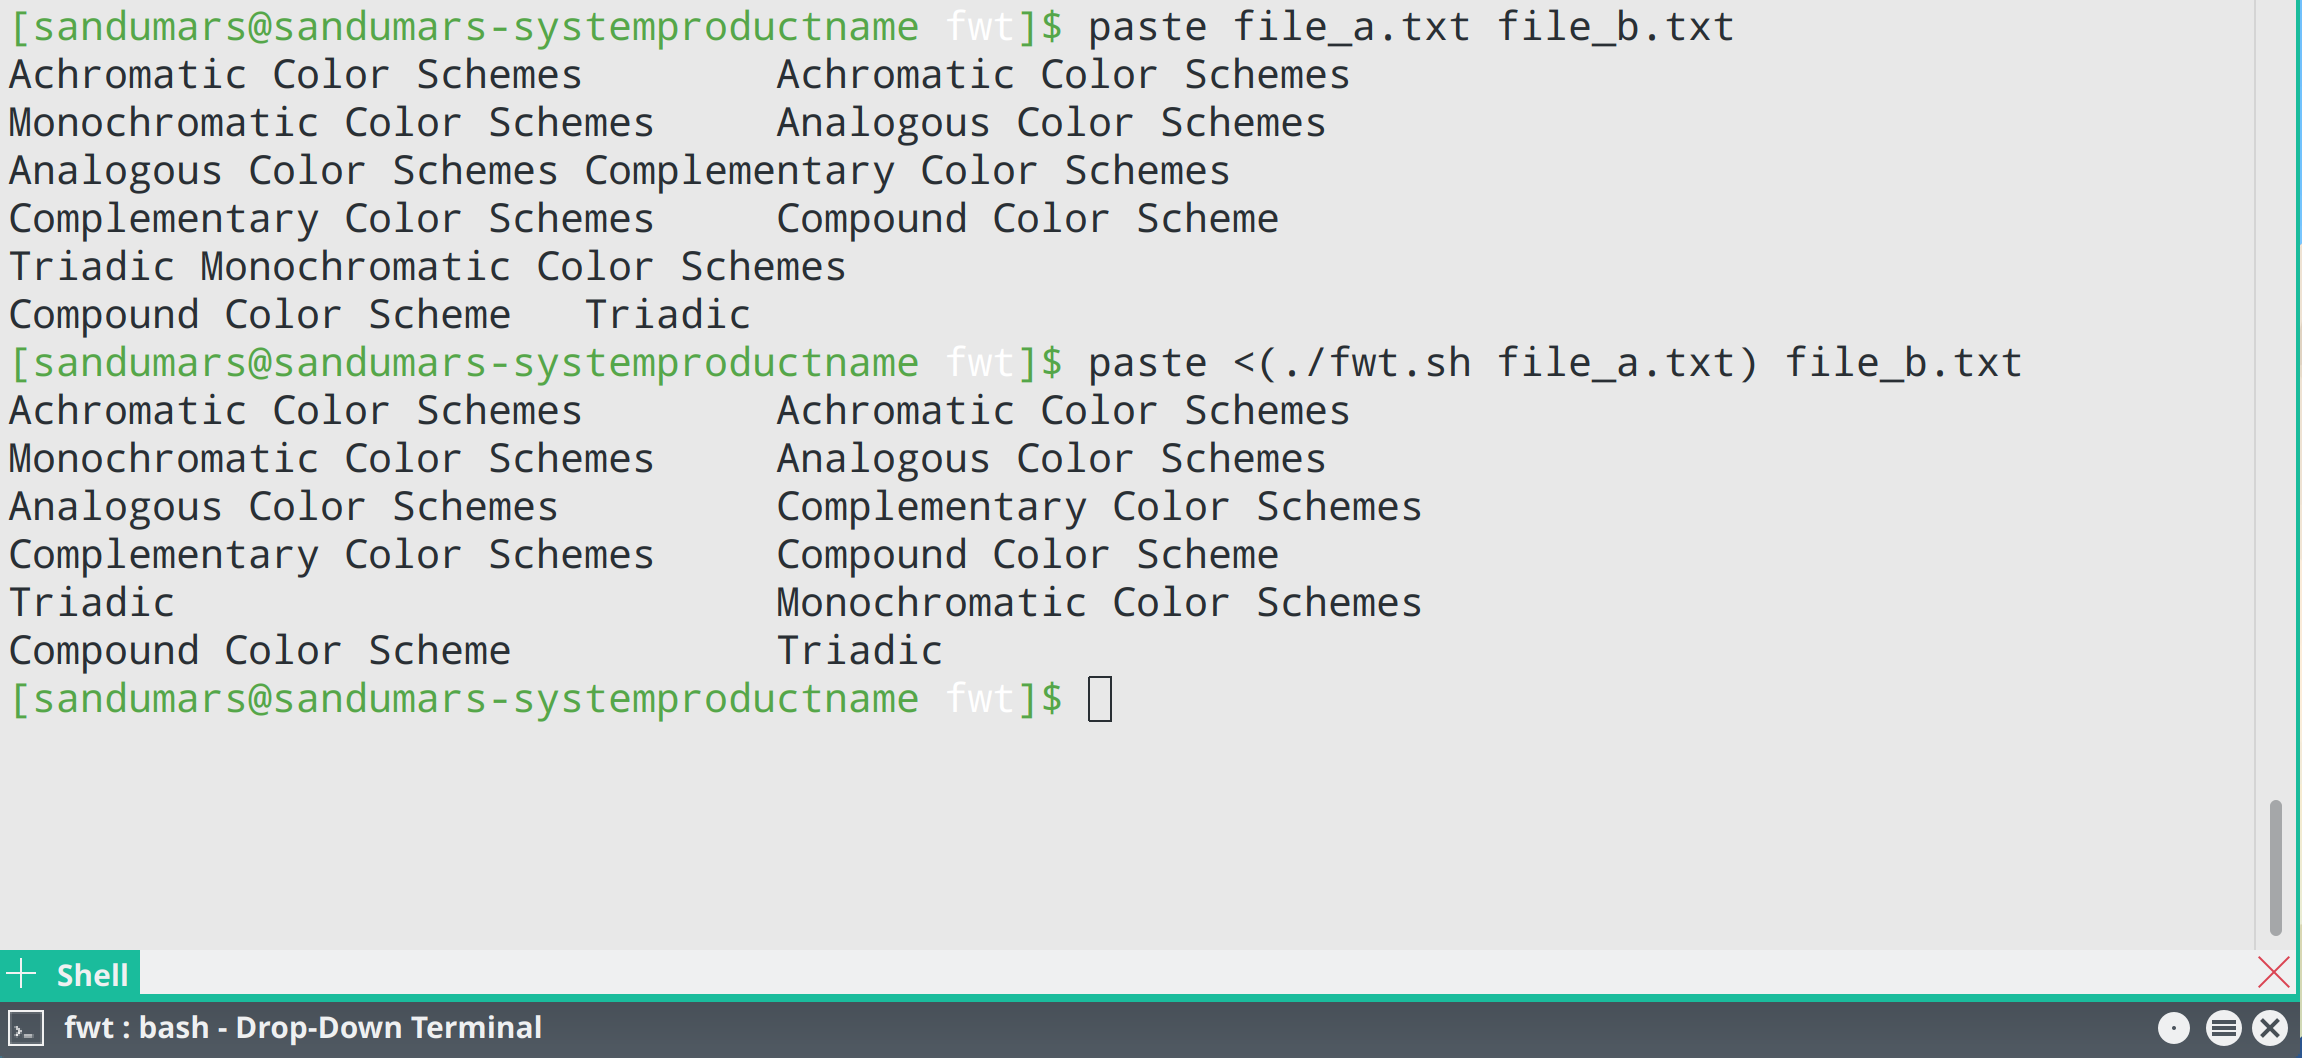 [sandumars@sandumars-systemproductname fwt]$ paste file_a.txt file_b.txt
Achromatic Color Schemes        Achromatic Color Schemes
Monochromatic Color Schemes     Analogous Color Schemes
Analogous Color Schemes Complementary Color Schemes
Complementary Color Schemes     Compound Color Scheme
Triadic Monochromatic Color Schemes
Compound Color Scheme   Triadic
[sandumars@sandumars-systemproductname fwt]$ paste <(./fwt.sh file_a.txt) file_b.txt
Achromatic Color Schemes        Achromatic Color Schemes
Monochromatic Color Schemes     Analogous Color Schemes
Analogous Color Schemes         Complementary Color Schemes
Complementary Color Schemes     Compound Color Scheme
Triadic                         Monochromatic Color Schemes
Compound Color Scheme           Triadic
[sandumars@sandumars-systemproductname fwt]$
Shell
fwt : bash - Drop-Down Terminal